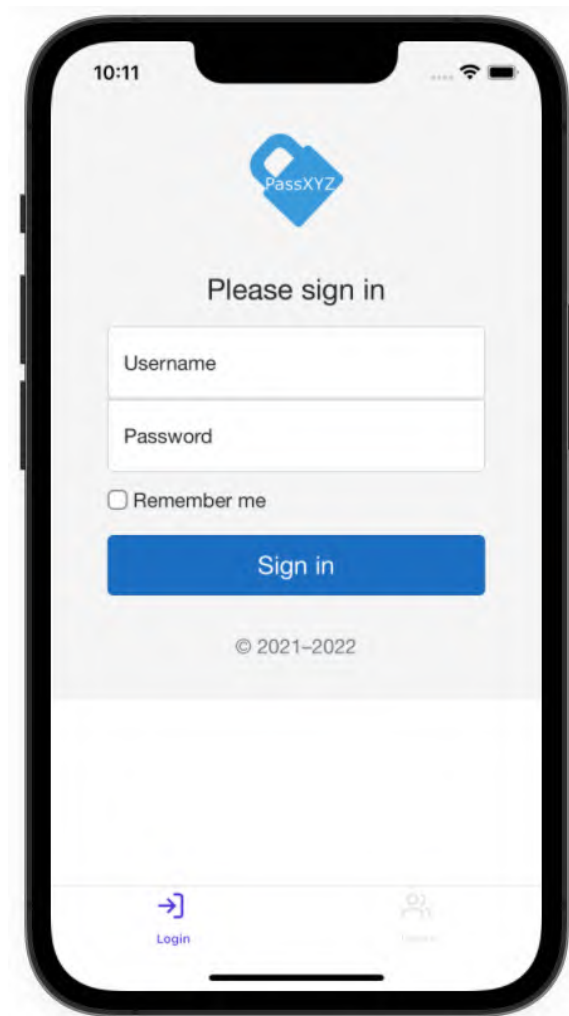 10:11
PassXYZ
Please sign in
Username
Password
Remember me
Sign in
© 2021–2022
Login